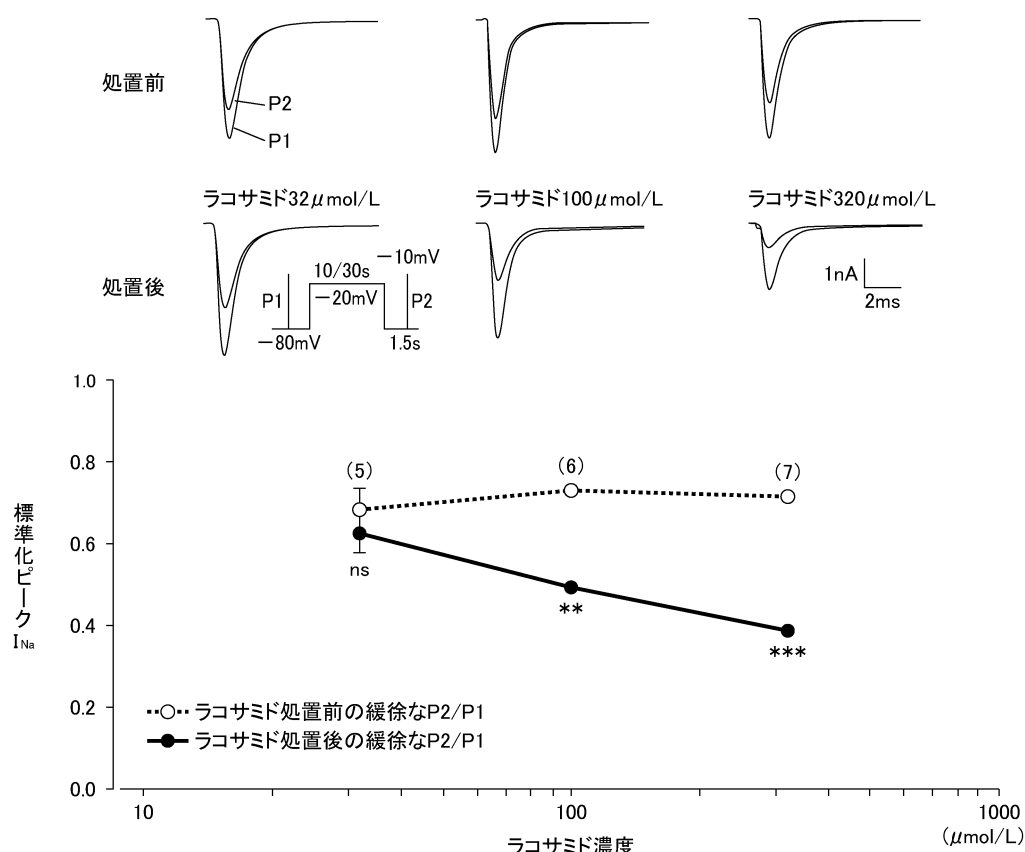 処置前
P2
P1
ラコサミド32μmol/L
ラコサミド100μmol/L
ラコサミド320μmol/L
処置後
P1
10/30s
－20mV
－10mV
P2
－80mV
1.5s
1nA
2ms
1.0
0.8
0.6
0.4
0.2
0.0
標準化ピーク
INa
（5）
（6）
（7）
ns
**
***
ラコサミド処置前の緩徐なP2/P1
ラコサミド処置後の緩徐なP2/P1
10
100
1000
（μmol/L）
ラコサミド濃度